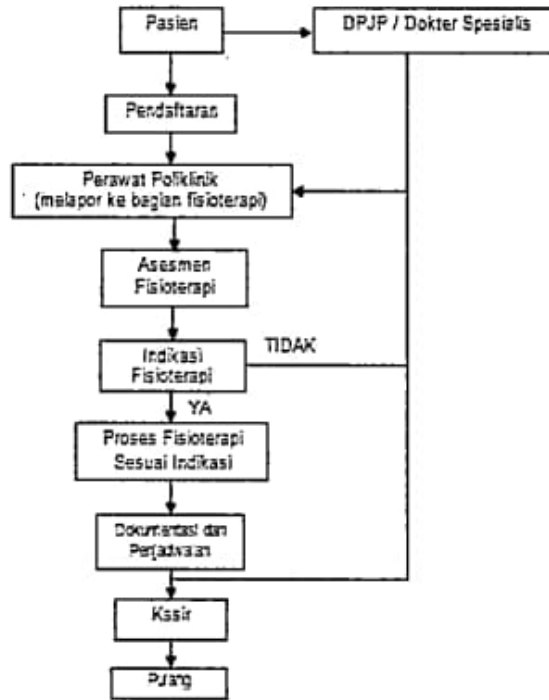 Pasien
DPJP / Dokter Spesialis
Pendaftaran
Perawat Poliklinik
(melapor ke bagian fisioterapi)
Asesmen
Fisioterapi
Indikasi
Fisioterapi
TIDAK
YA
Proses Fisioterapi
Sesuai Indikasi
Dokumentasi dan
Penjadwalan
Kasir
Pulang